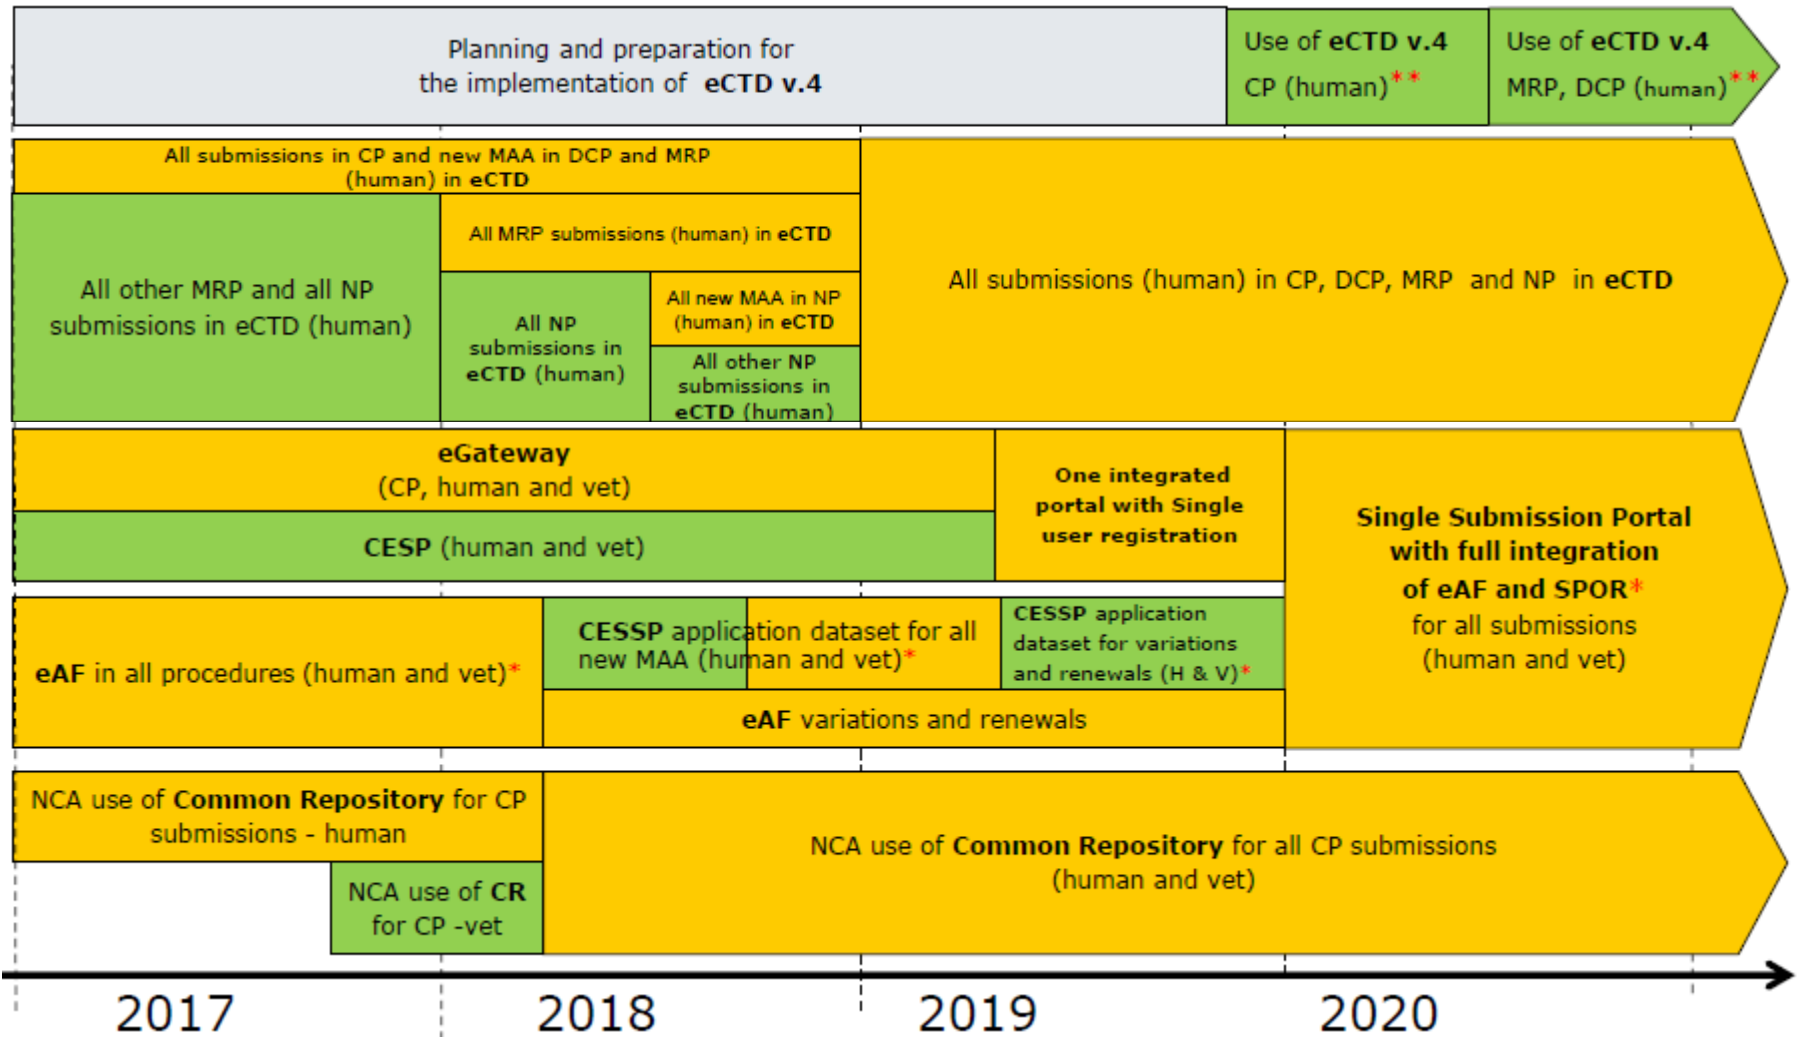 Planning and preparation for
the implementation of eCTD v.4
Use of eCTD v.4
CP (human)**
Use of eCTD v.4
MRP, DCP (human)**
All submissions in CP and new MAA in DCP and MRP
(human) in eCTD
All other MRP and all NP
submissions in eCTD (human)
All MRP submissions (human) in eCTD
All NP
submissions in
eCTD (human)
All new MAA in NP
(human) in eCTD
All other NP
submissions in
eCTD (human)
All submissions (human) in CP, DCP, MRP and NP in eCTD
eGateway
(CP, human and vet)
CESP (human and vet)
One integrated
portal with Single
user registration
Single Submission Portal
with full integration
of eAF and SPOR*
for all submissions
(human and vet)
eAF in all procedures (human and vet)*
CESSP application dataset for all
new MAA (human and vet)*
CESSP application
dataset for variations
and renewals (H & V)*
eAF variations and renewals
NCA use of Common Repository for CP
submissions - human
NCA use of CR
for CP -vet
NCA use of Common Repository for all CP submissions
(human and vet)
2017
2018
2019
2020